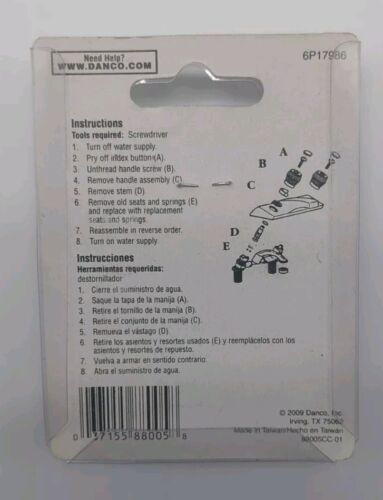 Need Help?
WWW.DANCO.COM
6P17986
Instructions
Tools required: Screwdriver
1. Turn off water supply.
2. Pry off index button (A).
3. Unthread handle screw (B).
4. Remove handle assembly (C)
5. Remove stem (D)
6. Remove old seats and springs (E)
and replace with replacement
seats and springs.
7. Reassemble in reverse order.
8. Turn on water supply.
A
B
C
D
E
Instrucciones
Herramientas requeridas:
destornillador
1. Cierre el suministro de agua.
2. Saque la tapa de la manija (A).
3. Retire el tornillo de la manija (B).
4. Retire el conjunto de la manija (C).
5. Remueva el vástago (D).
6. Retire los asientos y resortes usados (E) y reemplácelos con los
asientos y resortes de repuesto.
7. Vuelva a armar en sentido contrario.
8. Abra el suministro de agua.
0 37155 88005 8
© 2009 Danco, Inc.
Irving, TX 75062
Made in Taiwan/Hecho en Taiwán
88005CC-01